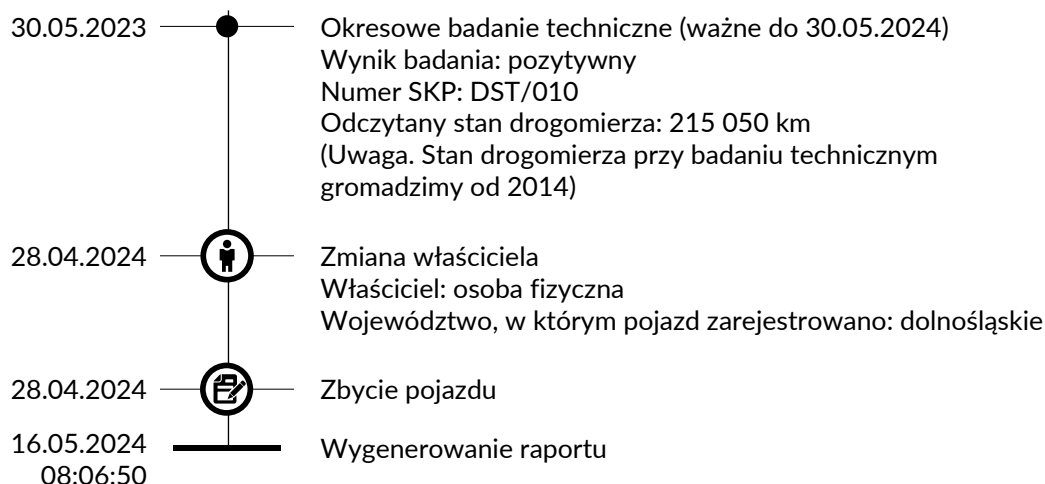 30.05.2023
Okresowe badanie techniczne (ważne do 30.05.2024)
Wynik badania: pozytywny
Numer SKP: DST/010
Odczytany stan drogomierza: 215 050 km
(Uwaga. Stan drogomierza przy badaniu technicznym
gromadzimy od 2014)
28.04.2024
Zmiana właściciela
Właściciel: osoba fizyczna
Województwo, w którym pojazd zarejestrowano: dolnośląskie
28.04.2024
Zbycie pojazdu
16.05.2024
08:06:50
Wygenerowanie raportu